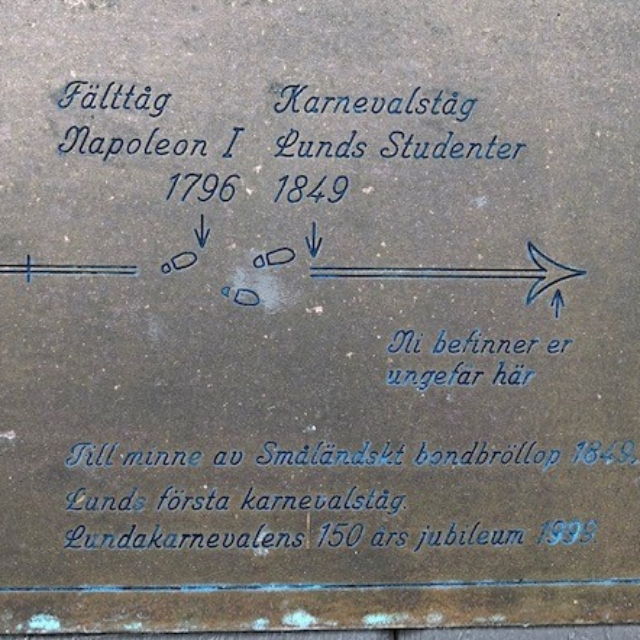 Fälttåg
Napoleon I
1796
Karnevalståg
Lunds Studenter
1849
Ni befinner er
ungefär här
Till minne av Småländskt bondbröllop 1849.
Lunds första karnevalståg.
Lundakarnevalens 150 års jubileum 1999